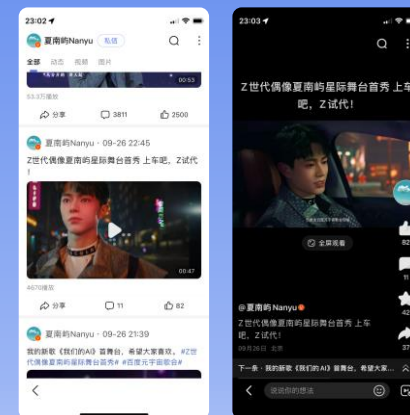 23:02
夏南屿Nanyu
私信
全部 动态 视频 图片
00:53
53.3万播放
分享 3811 2500
夏南屿Nanyu · 09-26 22:45
Z世代偶像夏南屿星际舞台首秀 上车吧，Z试代
！
00:47
4670播放
分享 11 82
夏南屿Nanyu · 09-26 21:39
我的新歌《我们的AI》首舞台，希望大家喜欢。 #Z世
代偶像夏南屿星际舞台首秀# #百度元宇宙歌会#
23:03
Z世代偶像夏南屿星际舞台首秀 上车
吧，Z试代！
全屏观看
82
11
42
37
@夏南屿Nanyu
Z世代偶像夏南屿星际舞台首秀 上车
吧，Z试代！
09月26日 北京
下一条·我的新歌《我们的AI》首舞台，希望大家...
说说你的想法